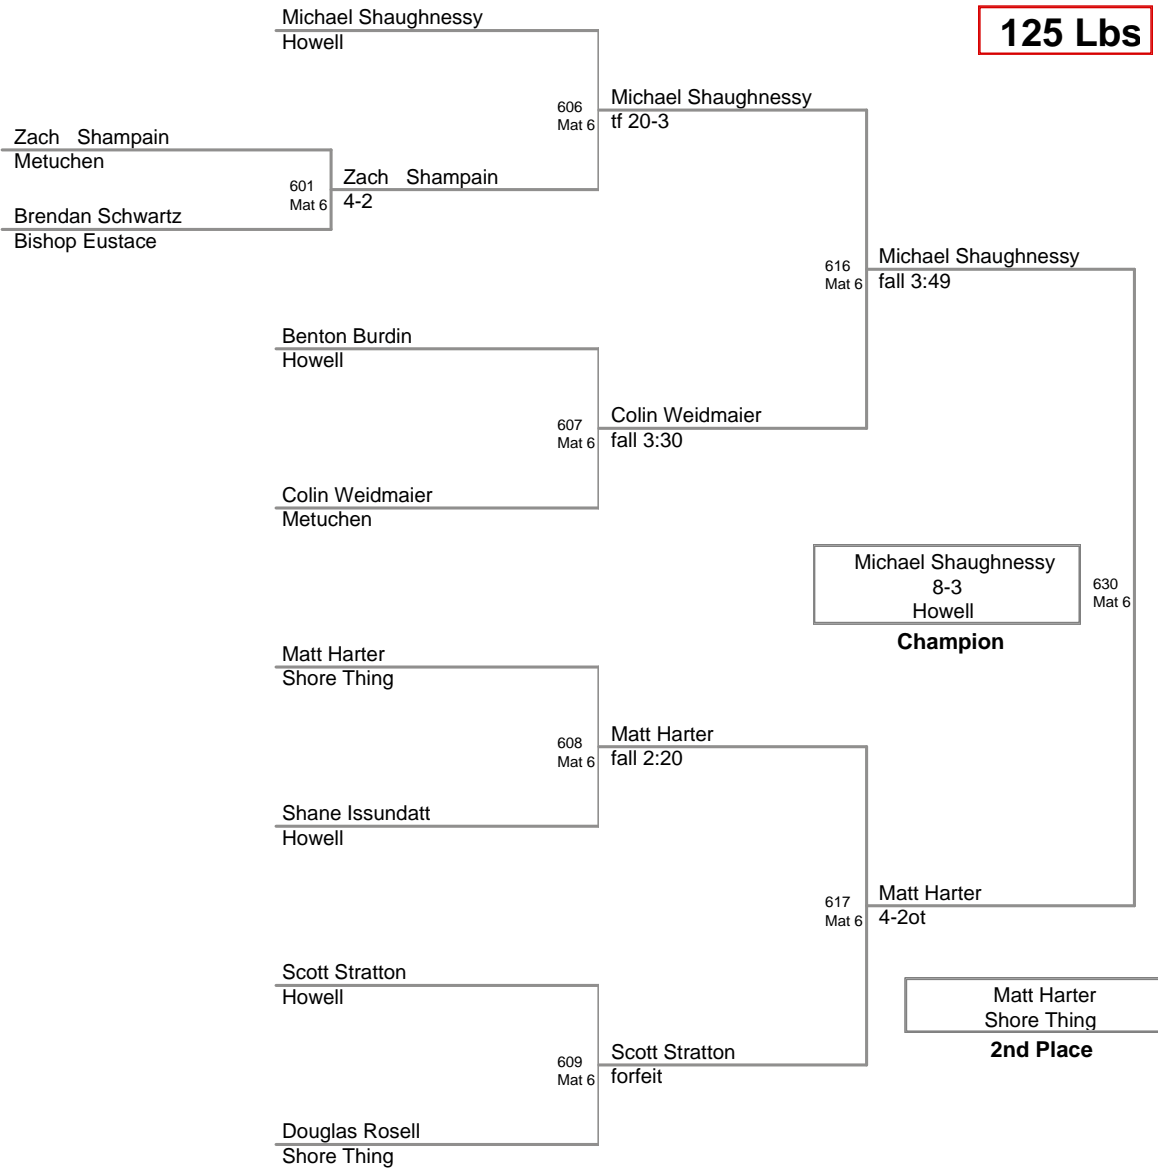 Michael Shaughnessy
Howell
125 Lbs
606
Mat 6
Michael Shaughnessy
tf 20-3
Zach   Shampain
Metuchen
601
Mat 6
Zach   Shampain
4-2
Brendan Schwartz
Bishop Eustace
616
Mat 6
Michael Shaughnessy
fall 3:49
Benton Burdin
Howell
607
Mat 6
Colin Weidmaier
fall 3:30
Colin Weidmaier
Metuchen
Michael Shaughnessy
8-3
Howell
Champion
630
Mat 6
Matt Harter
Shore Thing
608
Mat 6
Matt Harter
fall 2:20
Shane Issundatt
Howell
617
Mat 6
Matt Harter
4-2ot
Scott Stratton
Howell
Matt Harter
Shore Thing
2nd Place
609
Mat 6
Scott Stratton
forfeit
Douglas Rosell
Shore Thing